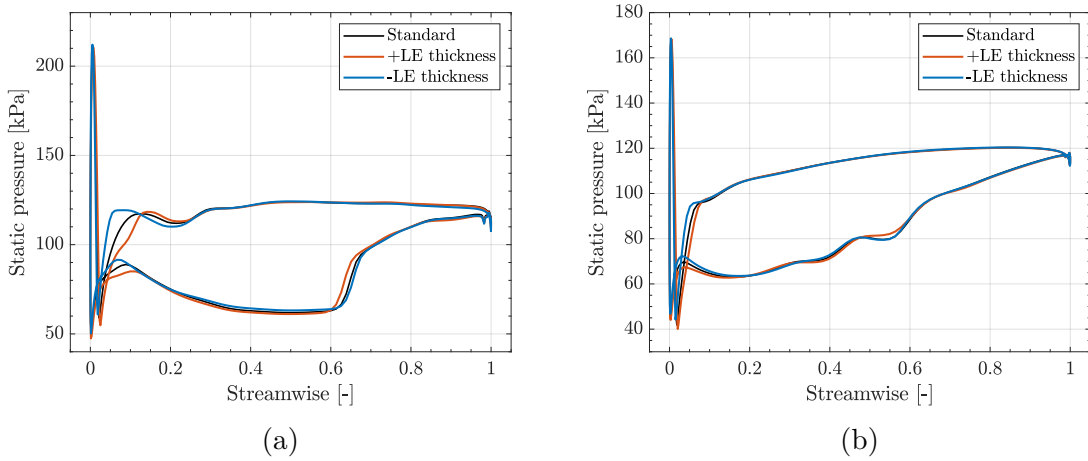 Standard
+LE thickness
-LE thickness
200
150
100
50
Static pressure [kPa]
0
0.2
0.4
0.6
0.8
1
Streamwise [-]
(a)
Standard
+LE thickness
-LE thickness
180
160
140
120
100
80
60
40
Static pressure [kPa]
0
0.2
0.4
0.6
0.8
1
Streamwise [-]
(b)